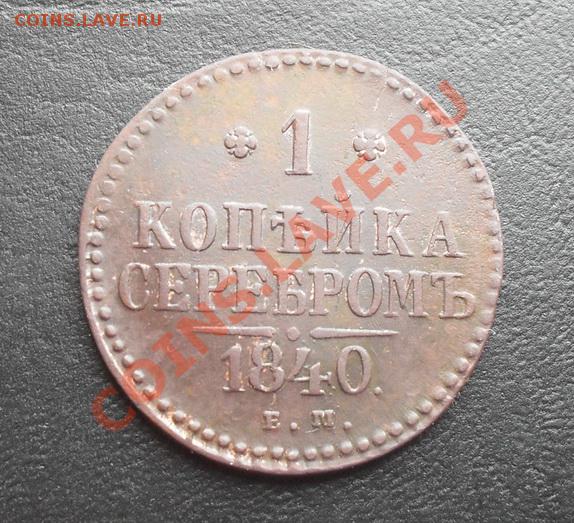 COINS.LAVE.RU
1
КОПѢЙКА
СЕРЕБРОМЪ
1840.
Е.М.
COINS.LAVE.RU